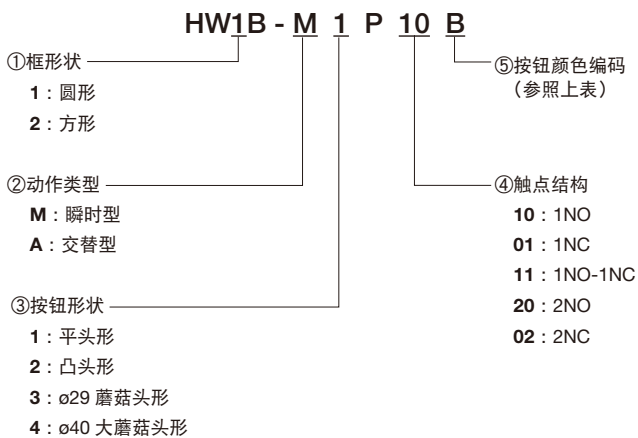 HW1B - M 1 P 10 B
①框形状
1：圆形
2：方形
②动作类型
M：瞬时型
A：交替型
③按钮形状
1：平头形
2：凸头形
3：ø29 蘑菇头形
4：ø40 大蘑菇头形
⑤按钮颜色编码
（参照上表）
④触点结构
10：1NO
01：1NC
11：1NO-1NC
20：2NO
02：2NC